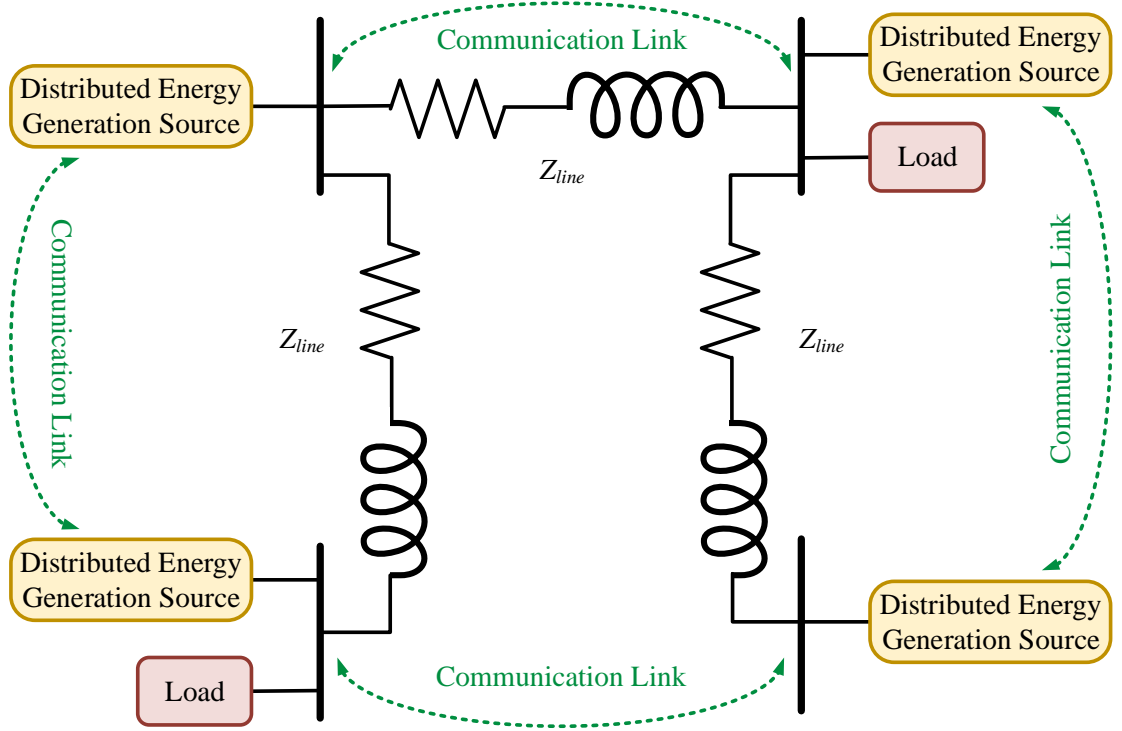 Communication Link
Distributed Energy
Generation Source
Distributed Energy
Generation Source
Load
Z_line
Communication Link
Communication Link
Z_line
Z_line
Distributed Energy
Generation Source
Distributed Energy
Generation Source
Load
Communication Link